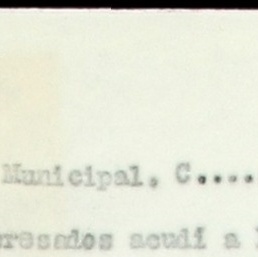 Municipal. C....
resados acudí a